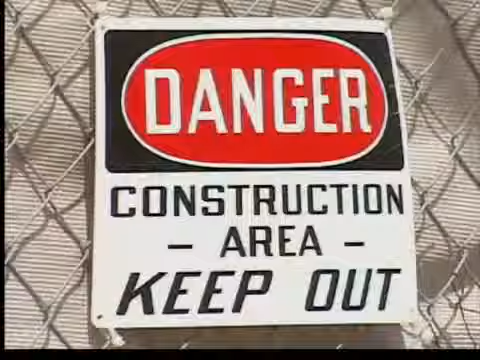 DANGER
CONSTRUCTION
- AREA -
KEEP OUT